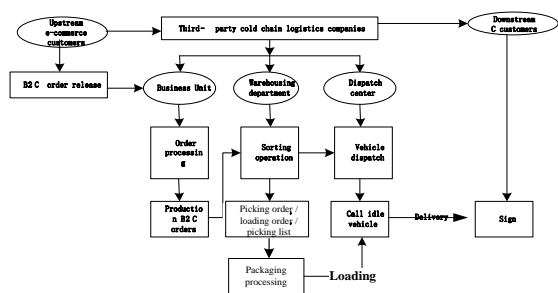 Upstream
e-commerce
customers
Third- party cold chain logistics companies
Downstream
C customers
B2C order release
Business Unit
Warehousing
department
Dispatch
center
Order
processin
g
Sorting
operation
Vehicle
dispatch
Productio
n B2C
orders
Picking order /
loading order /
picking list
Call idle
vehicle
Delivery
Sign
Packaging
processing
Loading